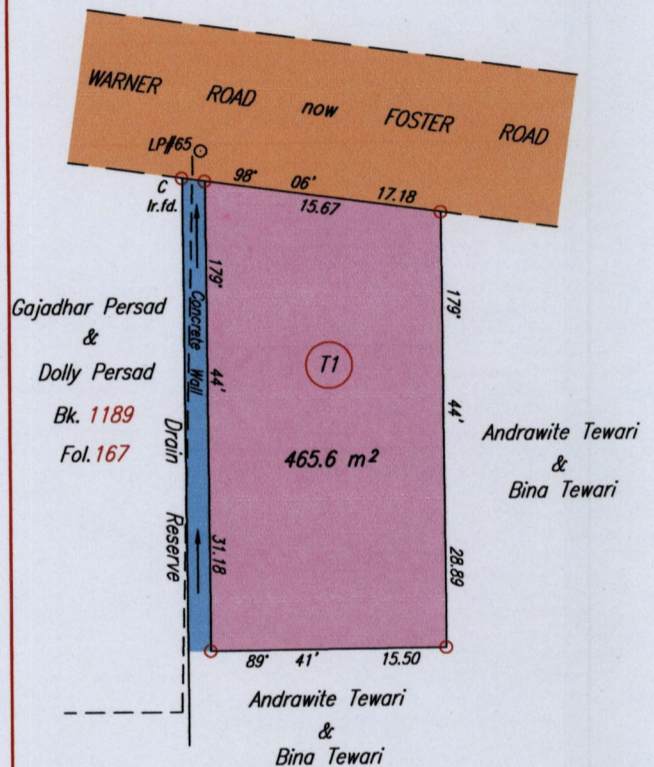 WARNER ROAD now FOSTER ROAD
LP#65
C
Ir.fd.
98° 06' 17.18
15.67
Gajadhar Persad
&
Dolly Persad
Bk. 1189
Fol. 167
Drain Reserve
Concrete Wall
179' 44' 31.18
T1
465.6 m²
179' 44' 28.89
Andrawite Tewari
&
Bina Tewari
89° 41' 15.50
Andrawite Tewari
&
Bina Tewari